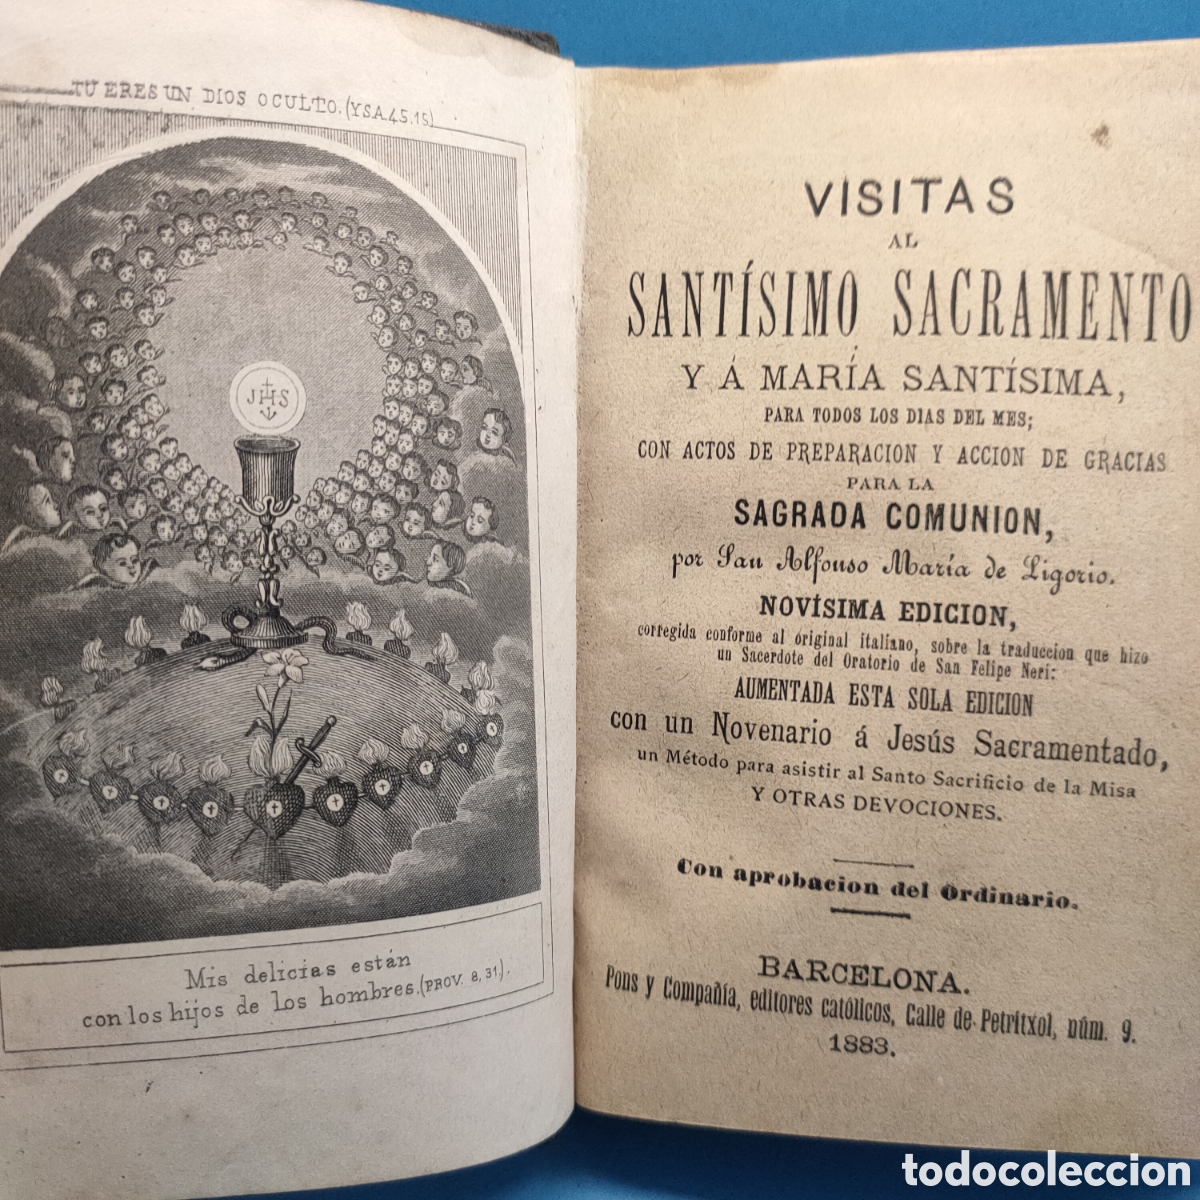 TU ERES UN DIOS OCULTO. (YSA. 45. 15)
JHS
Mis delicias están
con los hijos de los hombres. (PROV. 8, 31.).
VISITAS
AL
SANTÍSIMO SACRAMENTO
Y Á MARÍA SANTÍSIMA,
PARA TODOS LOS DIAS DEL MES;
CON ACTOS DE PREPARACION Y ACCION DE GRACIAS
PARA LA
SAGRADA COMUNION,
por San Alfonso María de Ligorio.
NOVÍSIMA EDICION,
corregida conforme al original italiano, sobre la traduccion que hizo
un Sacerdote del Oratorio de San Felipe Neri:
AUMENTADA ESTA SOLA EDICION
con un Novenario á Jesús Sacramentado,
un Método para asistir al Santo Sacrificio de la Misa
Y OTRAS DEVOCIONES.
Con aprobacion del Ordinario.
BARCELONA.
Pons y Compañía, editores católicos, Calle de Petritxol, núm. 9.
1883.
todocoleccion